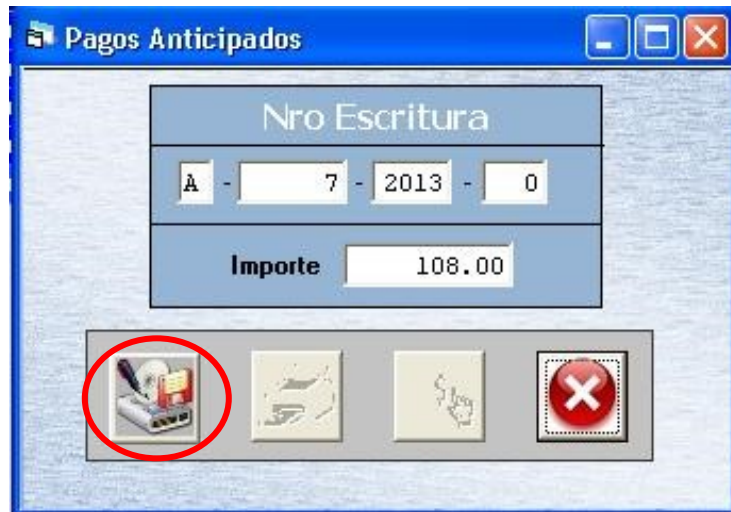 Pagos Anticipados
Nro Escritura
A - 7 - 2013 - 0
Importe 108.00